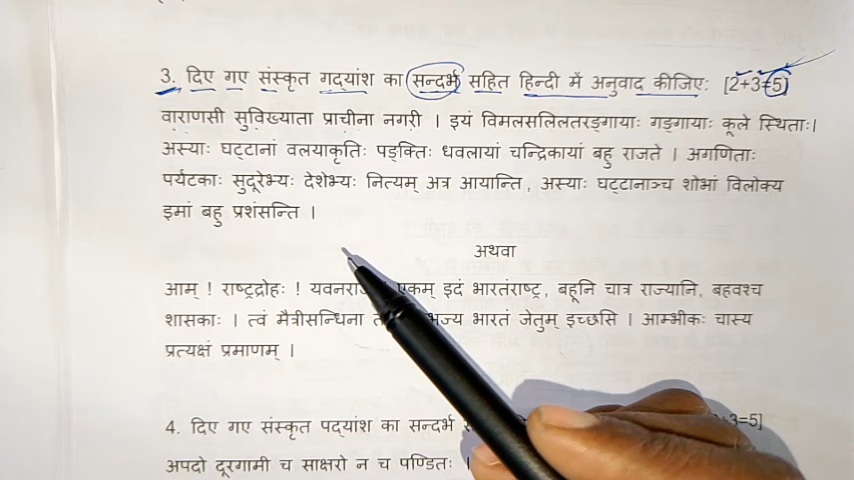 3. दिए गए संस्कृत गद्यांश का सन्दर्भ सहित हिन्दी में अनुवाद कीजिए: [2+3=5]
वाराणसी सुविख्याता प्राचीना नगरी । इयं विमलसलिलतरङ्गायाः गङ्गायाः कूले स्थिताः।
अस्याः घट्टानां वलयाकृतिः पङ्क्तिः धवलायां चन्द्रिकायां बहु राजते । अगणिताः
पर्यटकाः सुदूरेभ्यः देशेभ्यः नित्यम् अत्र आयान्ति , अस्याः घट्टानाञ्च शोभां विलोक्य
इमां बहु प्रशंसन्ति ।
अथवा
आम् ! राष्ट्रद्रोहः ! एकम् इदं भारतंराष्ट्र, बहूनि चात्र राज्यानि, बहवश्च
शासकाः । त्वं मैत्रीसन्धिना भारतं जेतुम् इच्छसि । आम्भीकः चास्य
प्रत्यक्षं प्रमाणम् ।
4. दिए गए संस्कृत पद्यांश का सन्दर्भ +3=5]
अपदो दूरगामी च साक्षरो न च पण्डितः ।